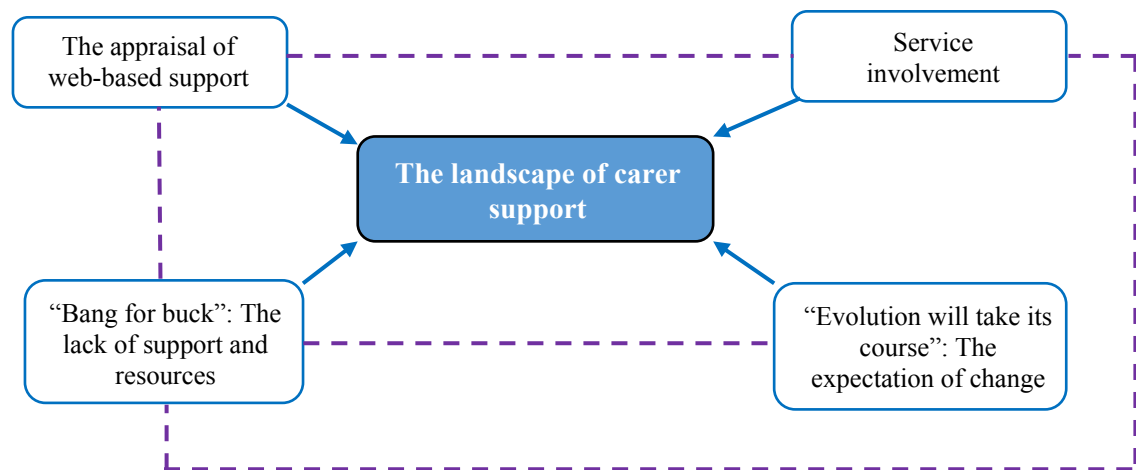 The appraisal of
web-based support
Service
involvement
The landscape of carer
support
“Bang for buck”: The
lack of support and
resources
“Evolution will take its
course”: The
expectation of change